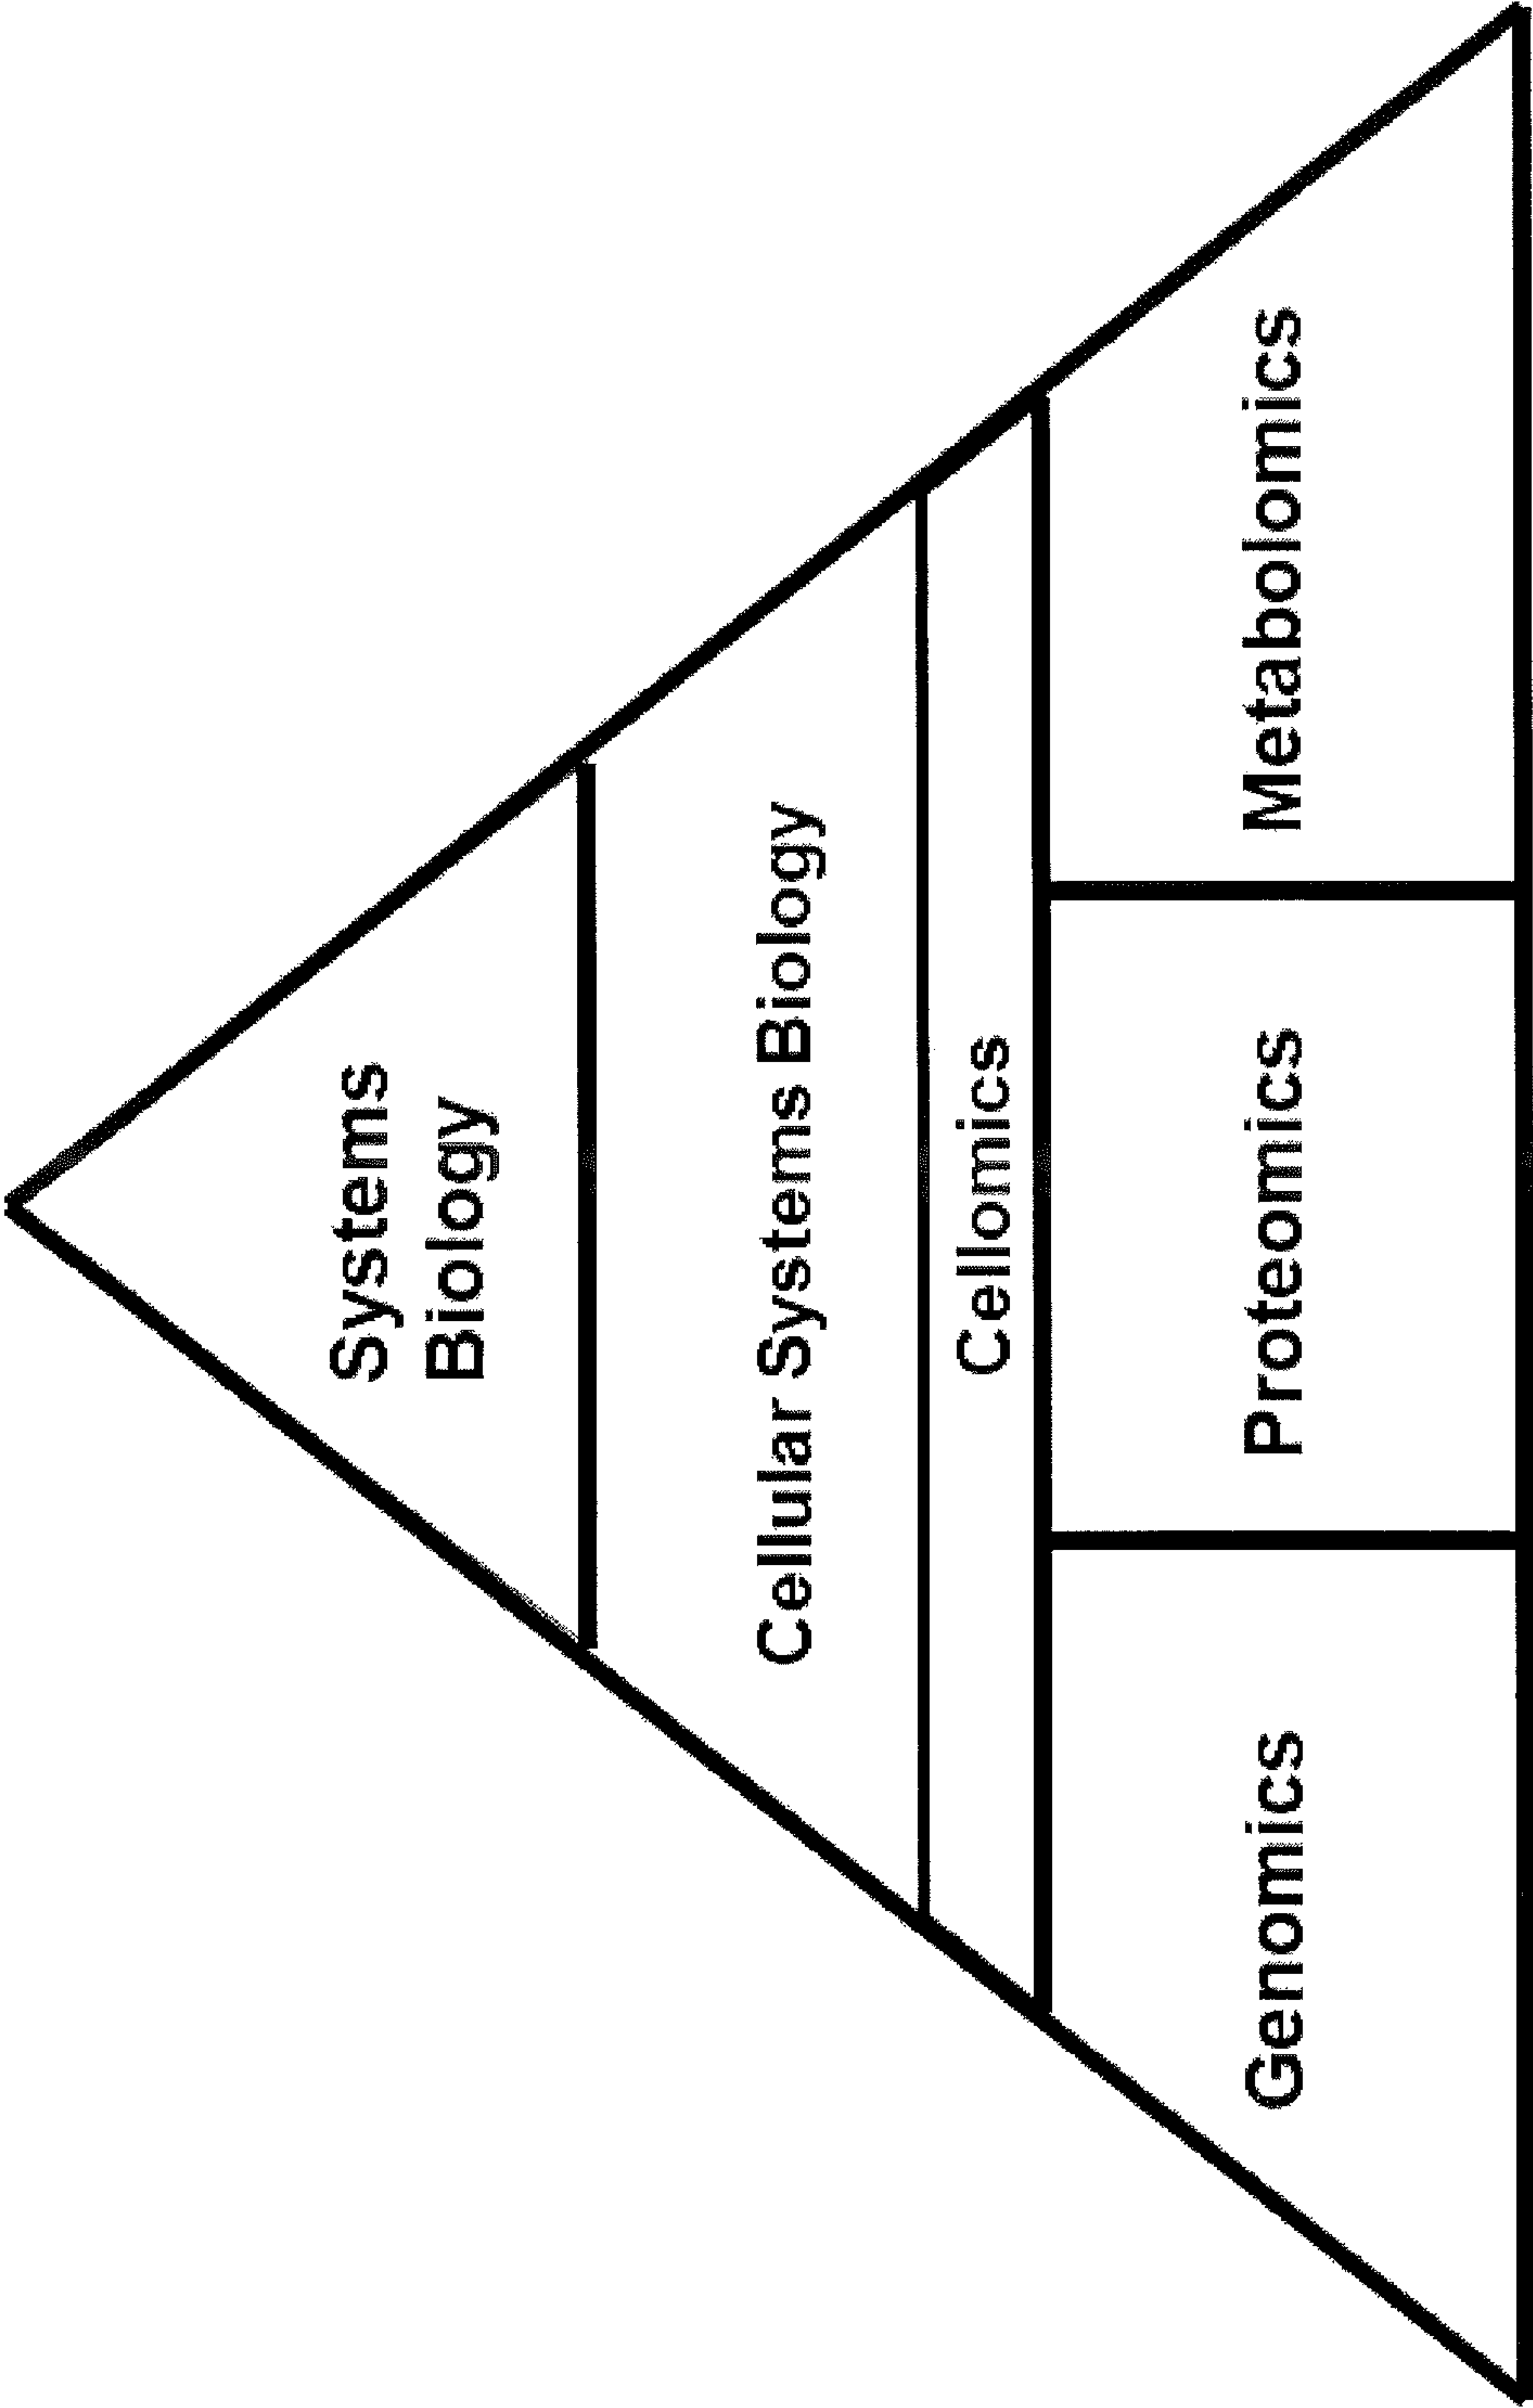 Systems
Biology
Cellular Systems Biology
Cellomics
Genomics
Proteomics
Metabolomics